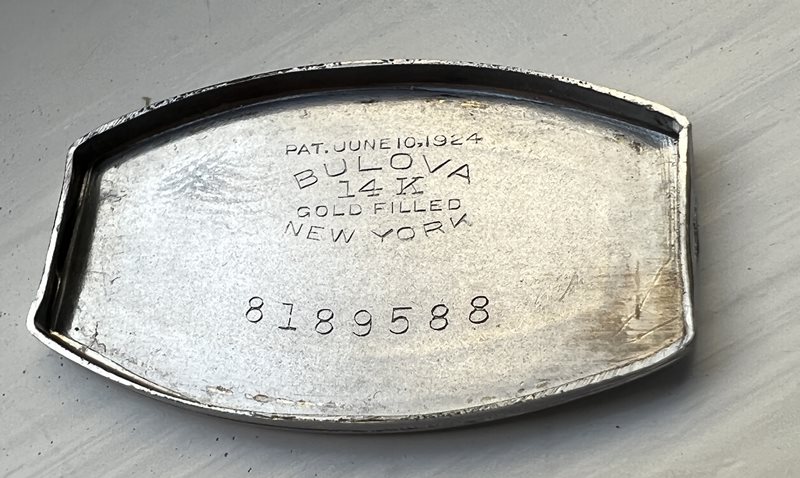 PAT. JUNE 10, 1924
BULOVA
14 K
GOLD FILLED
NEW YORK
8189588